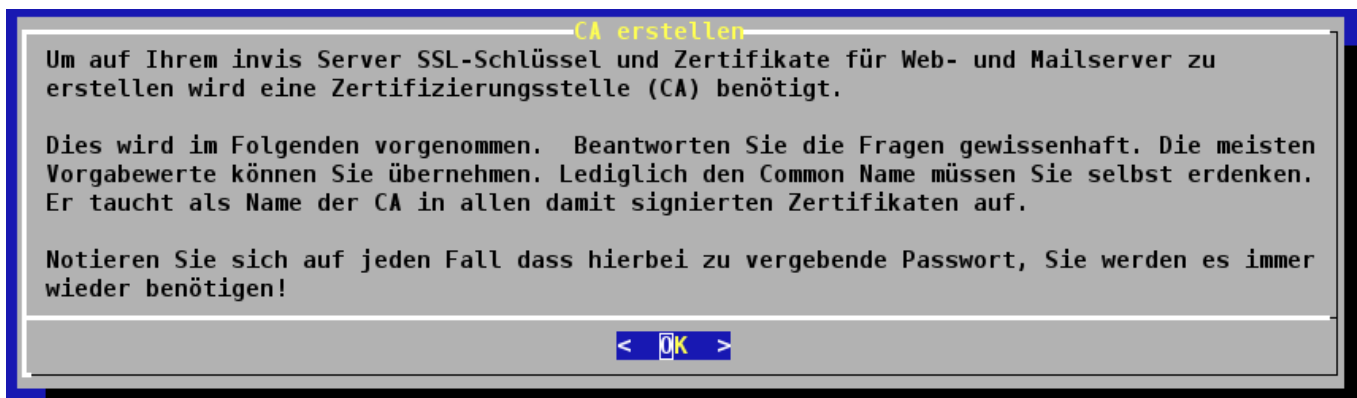 CA erstellen
Um auf Ihrem invis Server SSL-Schlüssel und Zertifikate für Web- und Mailserver zu
erstellen wird eine Zertifizierungsstelle (CA) benötigt.
Dies wird im Folgenden vorgenommen.  Beantworten Sie die Fragen gewissenhaft. Die meisten
Vorgabewerte können Sie übernehmen. Lediglich den Common Name müssen Sie selbst erdenken.
Er taucht als Name der CA in allen damit signierten Zertifikaten auf.
Notieren Sie sich auf jeden Fall dass hierbei zu vergebende Passwort, Sie werden es immer
wieder benötigen!
<  OK  >